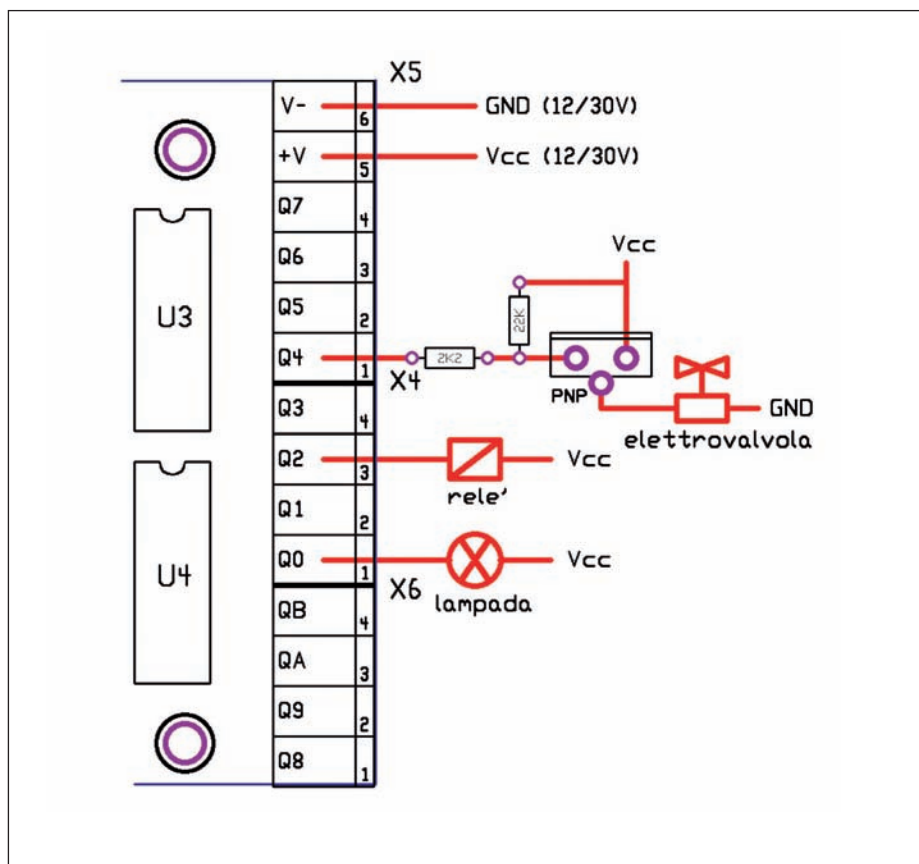 X5
V- 6 GND (12/30V)
+V 5 Vcc (12/30V)
Q7 4
Q6 3
Vcc
Q5 2
22K
U3
Q4 1 2K2
X4
PNP
Q3 4
GND
elettrovalvola
Q2 3 Vcc
rele'
Q1 2
Q0 1 Vcc
U4
X6
lampada
QB 4
QA 3
Q9 2
Q8 1